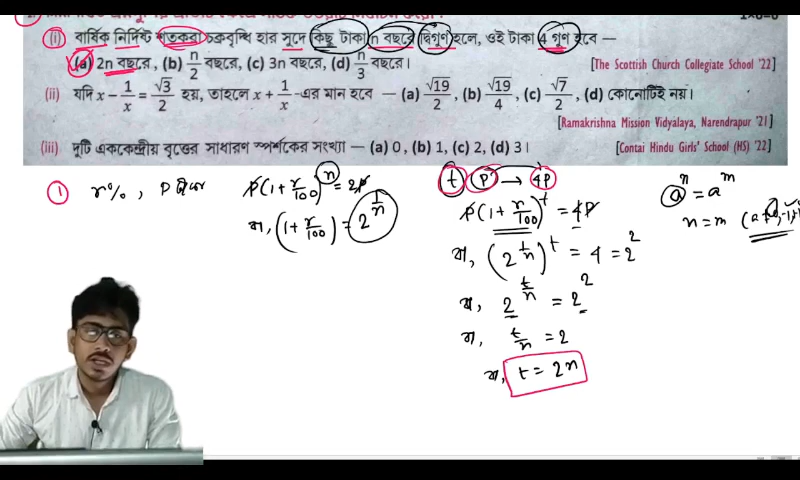 (i) বার্ষিক নির্দিষ্ট শতকরা চক্রবৃদ্ধি হার সুদে কিছু টাকা n বছরে দ্বিগুণ হলে, ওই টাকা 4 গুণ হবে —
(a) 2n বছরে, (b) n/2 বছরে, (c) 3n বছরে, (d) n/3 বছরে। [The Scottish Church Collegiate School '22]
(ii) যদি x − 1/x = √3/2 হয়, তাহলে x + 1/x -এর মান হবে — (a) √19/2, (b) √19/4, (c) √7/2, (d) কোনোটিই নয়।
[Ramakrishna Mission Vidyalaya, Narendrapur '21]
(iii) দুটি এককেন্দ্রীয় বৃত্তের সাধারণ স্পর্শকের সংখ্যা — (a) 0, (b) 1, (c) 2, (d) 3। [Contai Hindu Girls' School (HS) '22]
① r%, P
P(1 + r/100)^n = 2P
বা, (1 + r/100) = 2^(1/n)
t P → 4P
P(1 + r/100)^t = 4P
বা, (2^(1/n))^t = 4 = 2^2
বা, 2^(t/n) = 2^2
বা, t/n = 2
বা, t = 2n
a^n = a^m
n = m